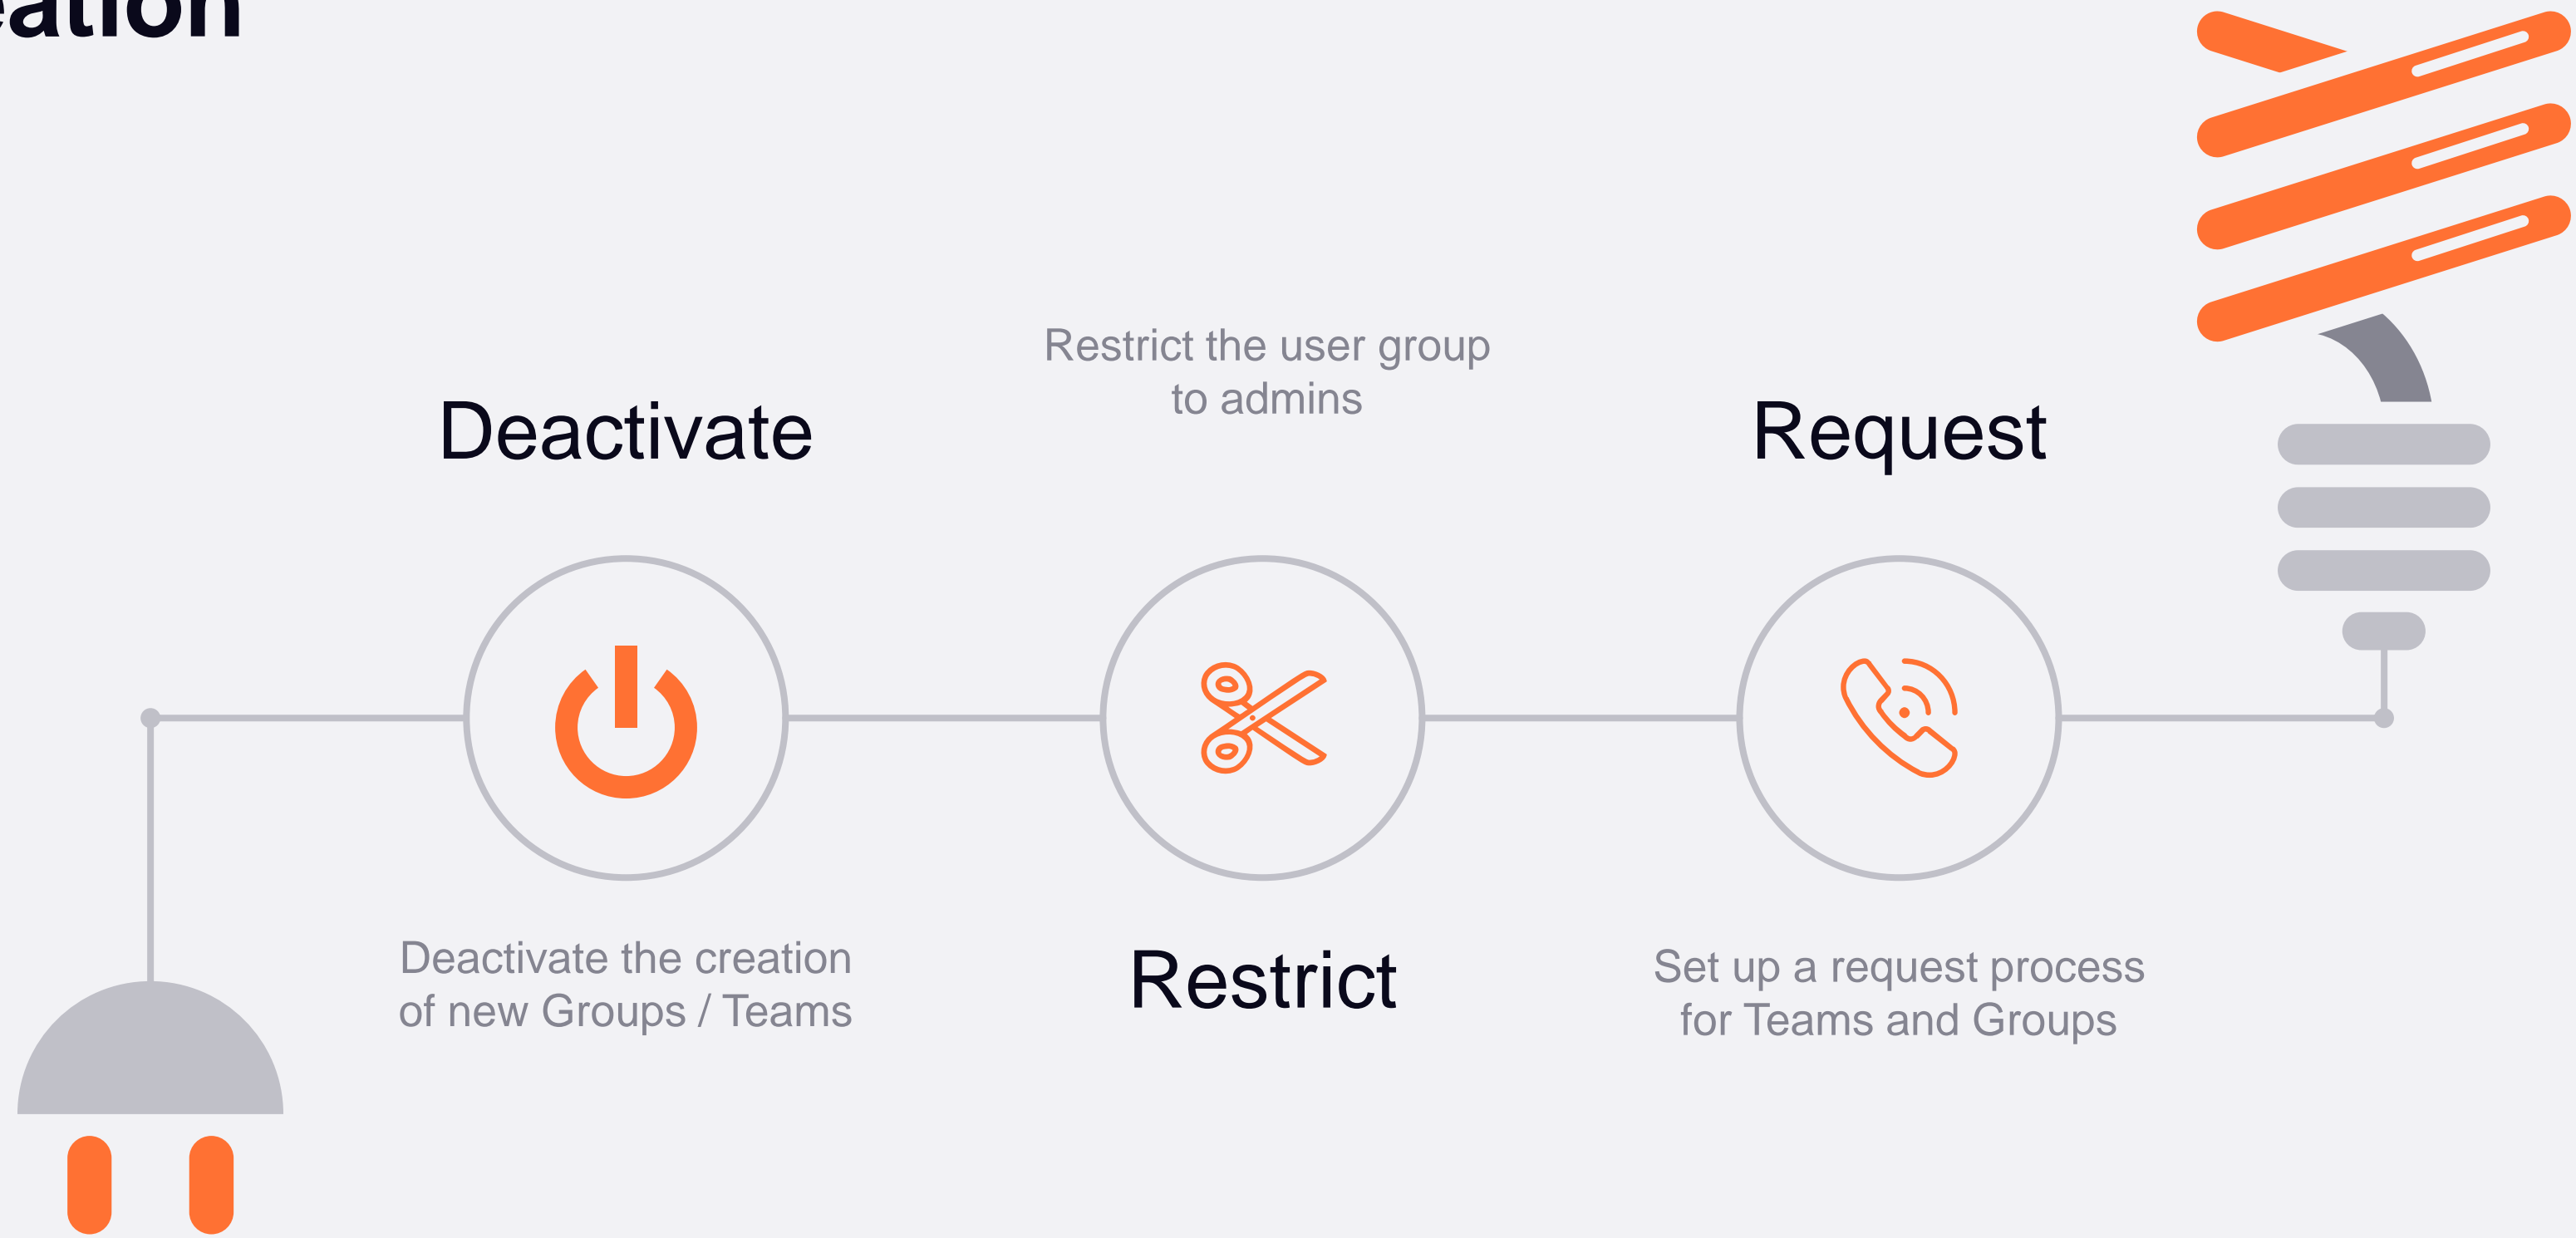 Deactivate
Deactivate the creation
of new Groups / Teams
Restrict the user group
to admins
Restrict
Request
Set up a request process
for Teams and Groups